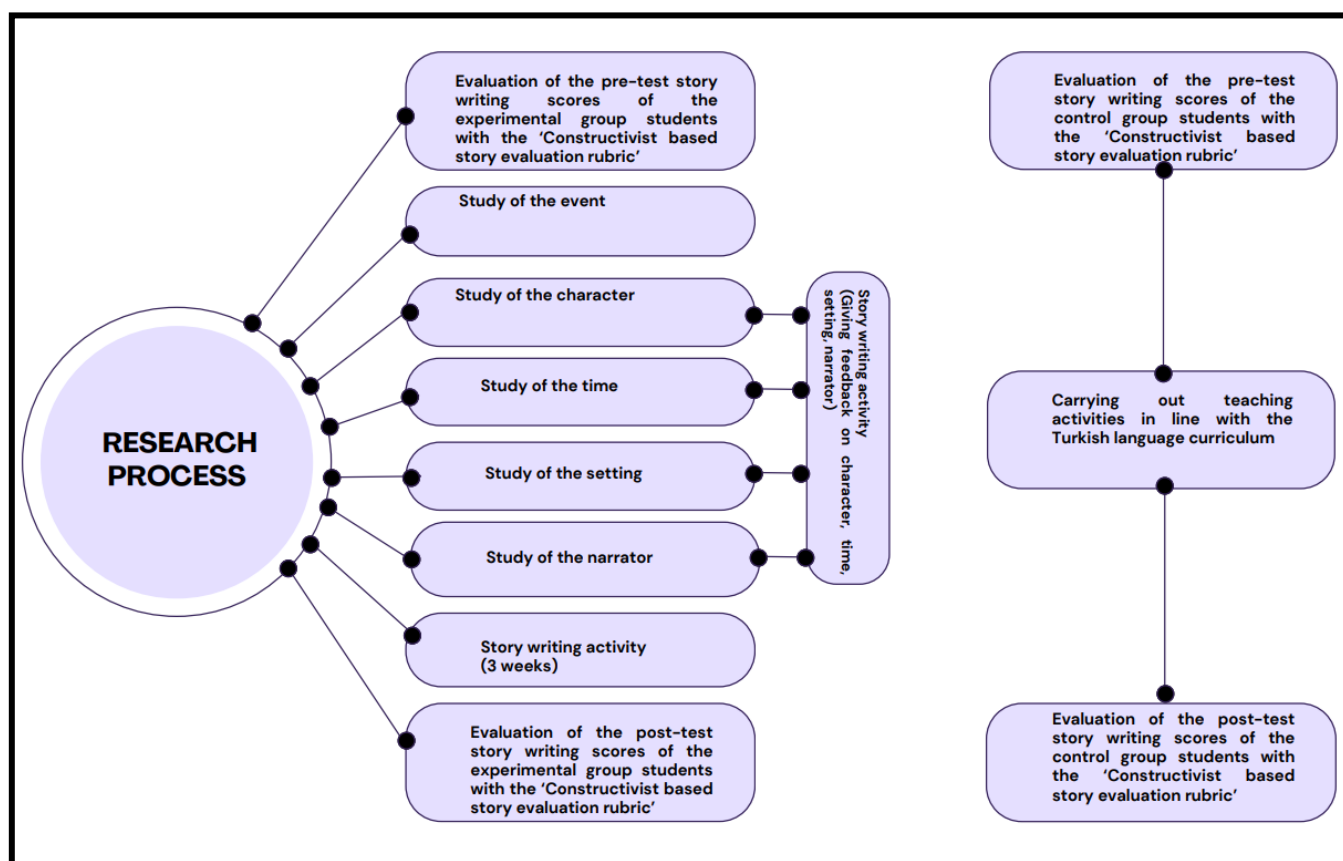 RESEARCH
PROCESS
Evaluation of the pre-test story
writing scores of the
experimental group students
with the ‘Constructivist based
story evaluation rubric’
Study of the event
Study of the character
Study of the time
Study of the setting
Study of the narrator
Story writing activity
(3 weeks)
Evaluation of the post-test
story writing scores of the
experimental group students
with the ‘Constructivist based
story evaluation rubric’
Story writing activity
(Giving feedback on character, time,
setting, narrator)
Evaluation of the pre-test
story writing scores of the
control group students with
the ‘Constructivist based
story evaluation rubric’
Carrying out teaching
activities in line with the
Turkish language curriculum
Evaluation of the post-test
story writing scores of the
control group students with
the ‘Constructivist based
story evaluation rubric’